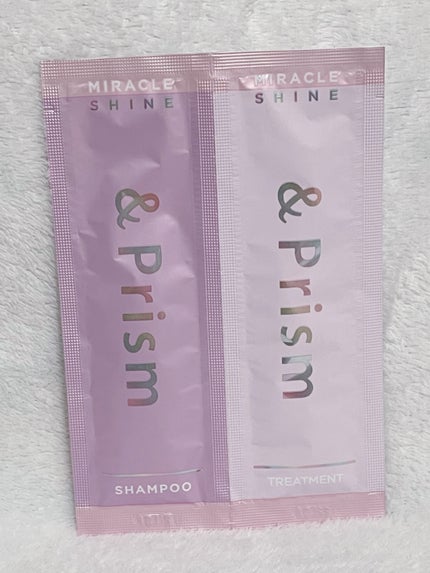 MIRACLE
SHINE
& Prism
SHAMPOO
MIRACLE
SHINE
& Prism
TREATMENT